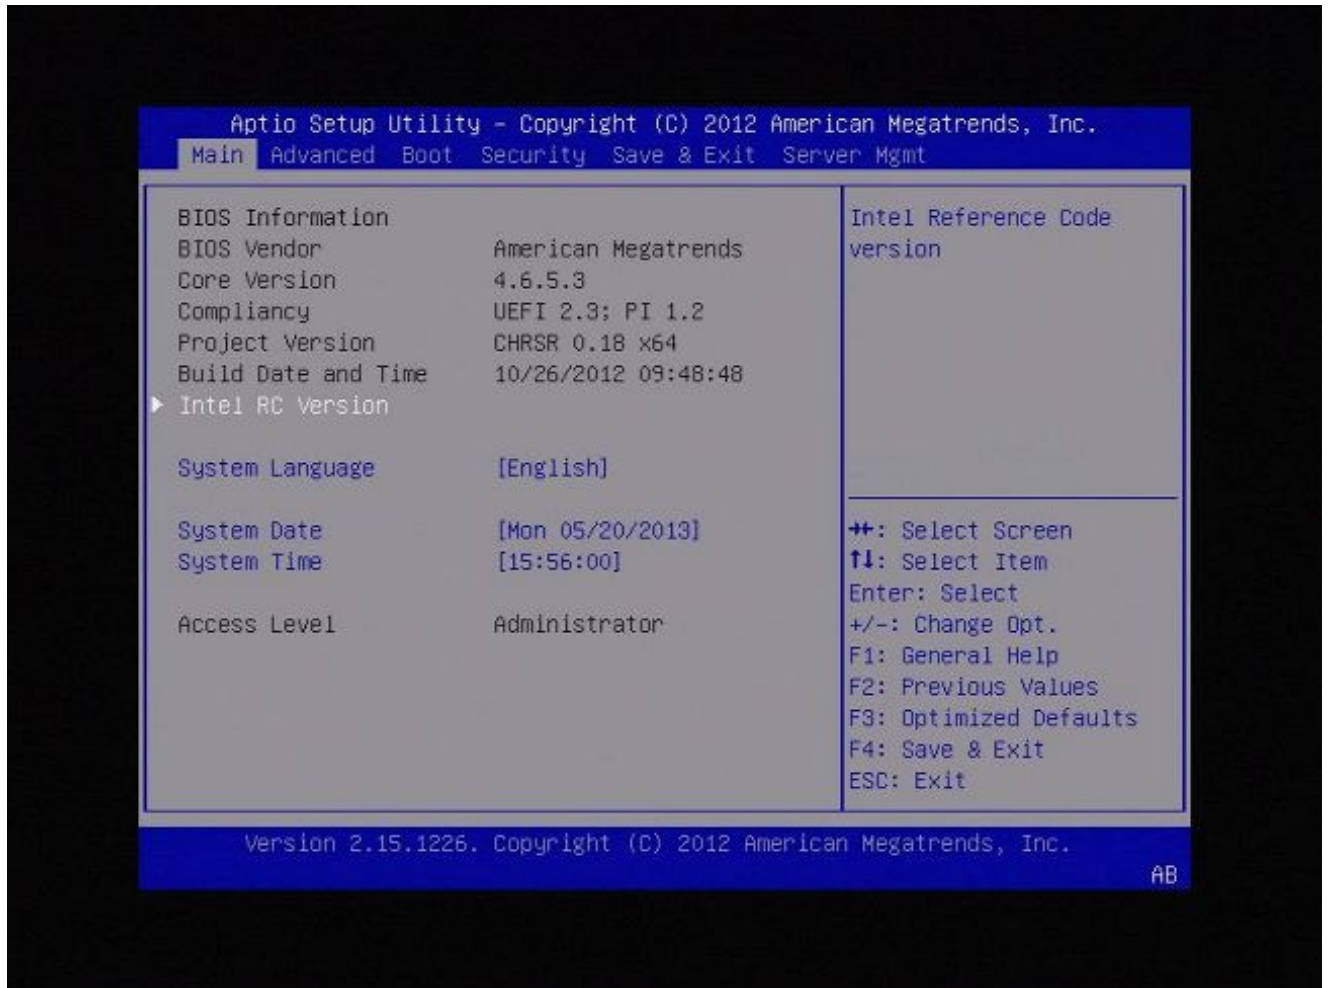 Aptio Setup Utility - Copyright (C) 2012 American Megatrends, Inc.
Main Advanced Boot Security Save & Exit Server Mgmt
BIOS Information
BIOS Vendor American Megatrends
Core Version 4.6.5.3
Compliancy UEFI 2.3; PI 1.2
Project Version CHRSR 0.18 x64
Build Date and Time 10/26/2012 09:48:48
Intel RC Version
System Language [English]
System Date [Mon 05/20/2013]
System Time [15:56:00]
Access Level Administrator
Intel Reference Code
version
→←: Select Screen
↑↓: Select Item
Enter: Select
+/-: Change Opt.
F1: General Help
F2: Previous Values
F3: Optimized Defaults
F4: Save & Exit
ESC: Exit
Version 2.15.1226. Copyright (C) 2012 American Megatrends, Inc.
AB